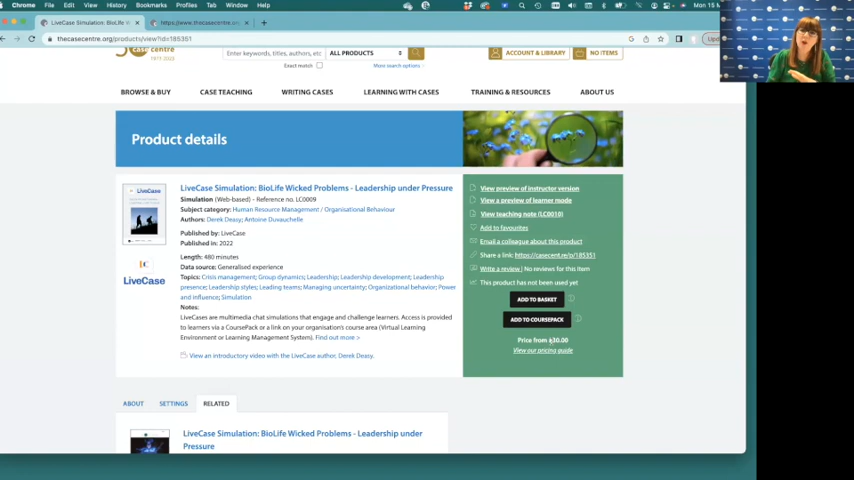 Chrome File Edit View History Bookmarks Profiles Tab Window Help
Mon 15 M
LiveCase Simulation: BioLife W
https://www.thecasecentre.org
thecasecentre.org/products/view?id=185351
case centre
Enter keywords, titles, authors, etc
ALL PRODUCTS
ACCOUNT & LIBRARY
NO ITEMS
Exact match
More search options
BROWSE & BUY
CASE TEACHING
WRITING CASES
LEARNING WITH CASES
TRAINING & RESOURCES
ABOUT US
Product details
LiveCase
LiveCase Simulation: BioLife Wicked Problems - Leadership under Pressure
Simulation (Web-based) - Reference no. LC0009
Subject category: Human Resource Management / Organisational Behaviour
Authors: Derek Deasy; Antoine Duvauchelle
Published by: LiveCase
Published in: 2022
Length: 480 minutes
Data source: Generalised experience
Topics: Crisis management; Group dynamics; Leadership; Leadership development; Leadership
presence; Leadership styles; Leading teams; Managing uncertainty; Organizational behavior; Power
and influence; Simulation
Notes:
LiveCases are multimedia chat simulations that engage and challenge learners. Access is provided
to learners via a CoursePack or a link on your organisation's course area (Virtual Learning
Environment or Learning Management System). Find out more >
View an introductory video with the LiveCase author, Derek Deasy.
LiveCase
View preview of instructor version
View a preview of learner mode
View teaching note (LC0010)
Add to favourites
Email a colleague about this product
Share a link: https://casecent.re/p/185351
Write a review | No reviews for this item
This product has not been used yet
ADD TO BASKET
ADD TO COURSEPACK
Price from
View our pricing guide
ABOUT
SETTINGS
RELATED
LiveCase Simulation: BioLife Wicked Problems - Leadership under
Pressure